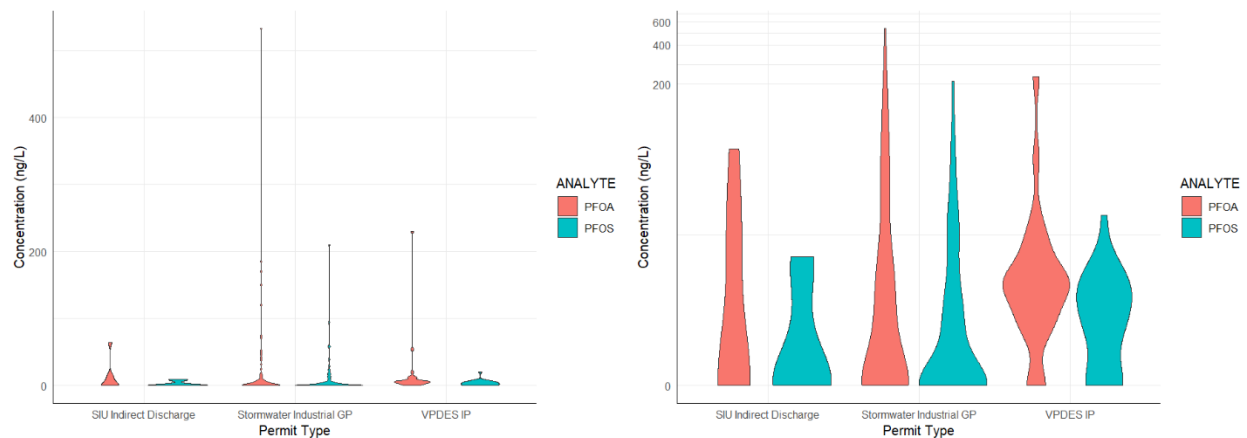 400
200
0
Concentration (ng/L)
SIU Indirect Discharge
Stormwater Industrial GP
VPDES IP
Permit Type
ANALYTE
PFOA
PFOS
600
400
200
0
Concentration (ng/L)
SIU Indirect Discharge
Stormwater Industrial GP
VPDES IP
Permit Type
ANALYTE
PFOA
PFOS